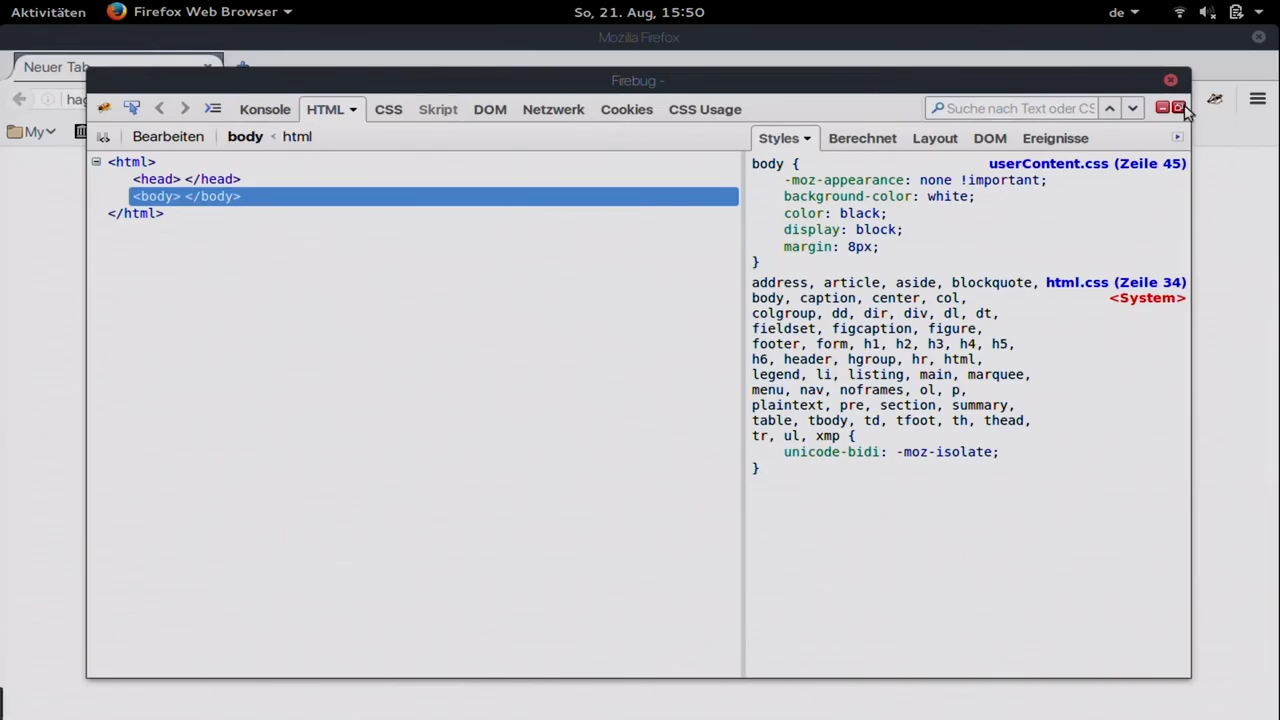 Aktivitäten Firefox Web Browser So, 21. Aug, 15:50 de
Mozilla Firefox
Neuer Tab
Firebug -
Konsole HTML CSS Skript DOM Netzwerk Cookies CSS Usage Suche nach Text oder CS
My
Bearbeiten body < html
Styles Berechnet Layout DOM Ereignisse
<html>
<head> </head>
<body> </body>
</html>
body { userContent.css (Zeile 45)
-moz-appearance: none !important;
background-color: white;
color: black;
display: block;
margin: 8px;
}
address, article, aside, blockquote, html.css (Zeile 34)
body, caption, center, col, <System>
colgroup, dd, dir, div, dl, dt,
fieldset, figcaption, figure,
footer, form, h1, h2, h3, h4, h5,
h6, header, hgroup, hr, html,
legend, li, listing, main, marquee,
menu, nav, noframes, ol, p,
plaintext, pre, section, summary,
table, tbody, td, tfoot, th, thead,
tr, ul, xmp {
unicode-bidi: -moz-isolate;
}